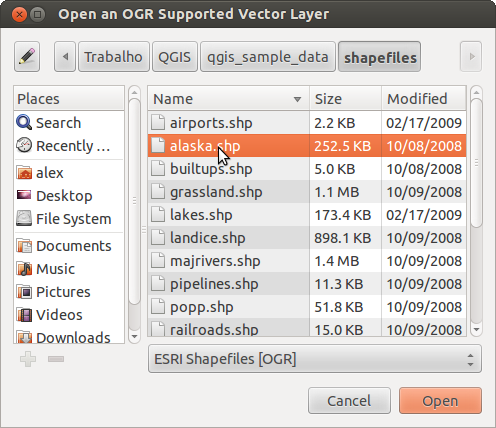 Open an OGR Supported Vector Layer
Trabalho QGIS qgis_sample_data shapefiles
Places
Search
Recently ...
alex
Desktop
File System
Documents
Music
Pictures
Videos
Downloads
Name Size Modified
airports.shp 2.2 KB 02/17/2009
alaska.shp 252.5 KB 10/08/2008
builtups.shp 5.0 KB 10/08/2008
grassland.shp 1.1 MB 10/09/2008
lakes.shp 173.4 KB 02/17/2009
landice.shp 898.1 KB 10/09/2008
majrivers.shp 1.4 MB 10/09/2008
pipelines.shp 11.3 KB 10/09/2008
popp.shp 51.8 KB 10/09/2008
railroads.shp 15.0 KB 10/09/2008
ESRI Shapefiles [OGR]
Cancel Open